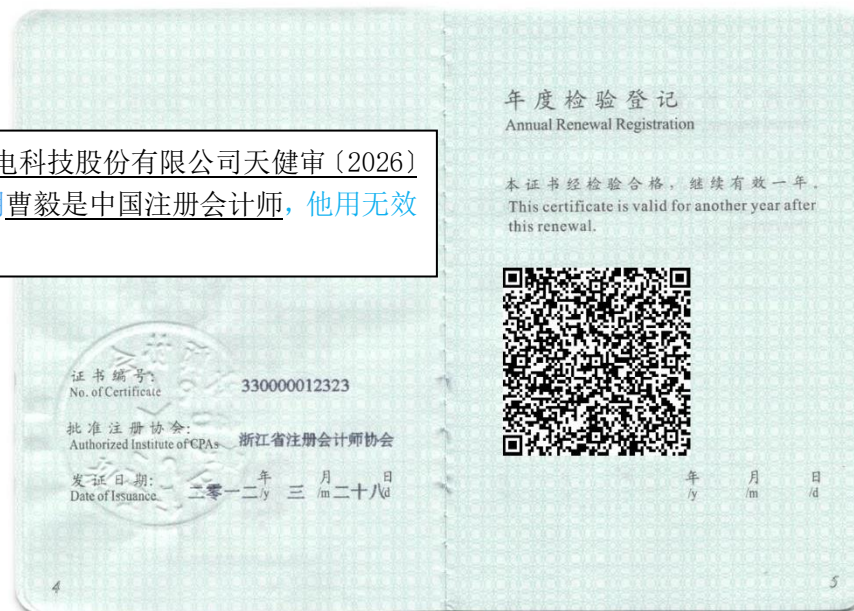 电科技股份有限公司天健审〔2026〕
曹毅是中国注册会计师，他用无效
证书编号:
No. of Certificate
330000012323
批准注册协会:
Authorized Institute of CPAs
浙江省注册会计师协会
发证日期:
Date of Issuance
二零一二年/y 三月/m 二十八日/d
4
年度检验登记
Annual Renewal Registration
本证书经检验合格，继续有效一年。
This certificate is valid for another year after
this renewal.
年 月 日
/y /m /d
5